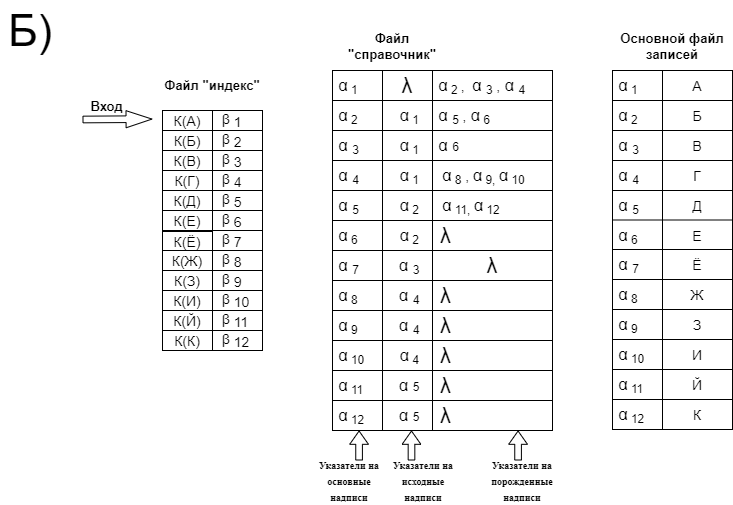 Б)
Файл "индекс"
Вход
К(А) β 1
К(Б) β 2
К(В) β 3
К(Г) β 4
К(Д) β 5
К(Е) β 6
К(Ё) β 7
К(Ж) β 8
К(З) β 9
К(И) β 10
К(Й) β 11
К(К) β 12
Файл
"справочник"
α 1 λ α 2 , α 3 , α 4
α 2 α 1 α 5 , α 6
α 3 α 1 α 6
α 4 α 1 α 8 , α 9, α 10
α 5 α 2 α 11, α 12
α 6 α 2 λ
α 7 α 3 λ
α 8 α 4 λ
α 9 α 4 λ
α 10 α 4 λ
α 11 α 5 λ
α 12 α 5 λ
Указатели на
основные
надписи
Указатели на
исходные
надписи
Указатели на
порожденные
надписи
Основной файл
записей
α 1 А
α 2 Б
α 3 В
α 4 Г
α 5 Д
α 6 Е
α 7 Ё
α 8 Ж
α 9 З
α 10 И
α 11 Й
α 12 К